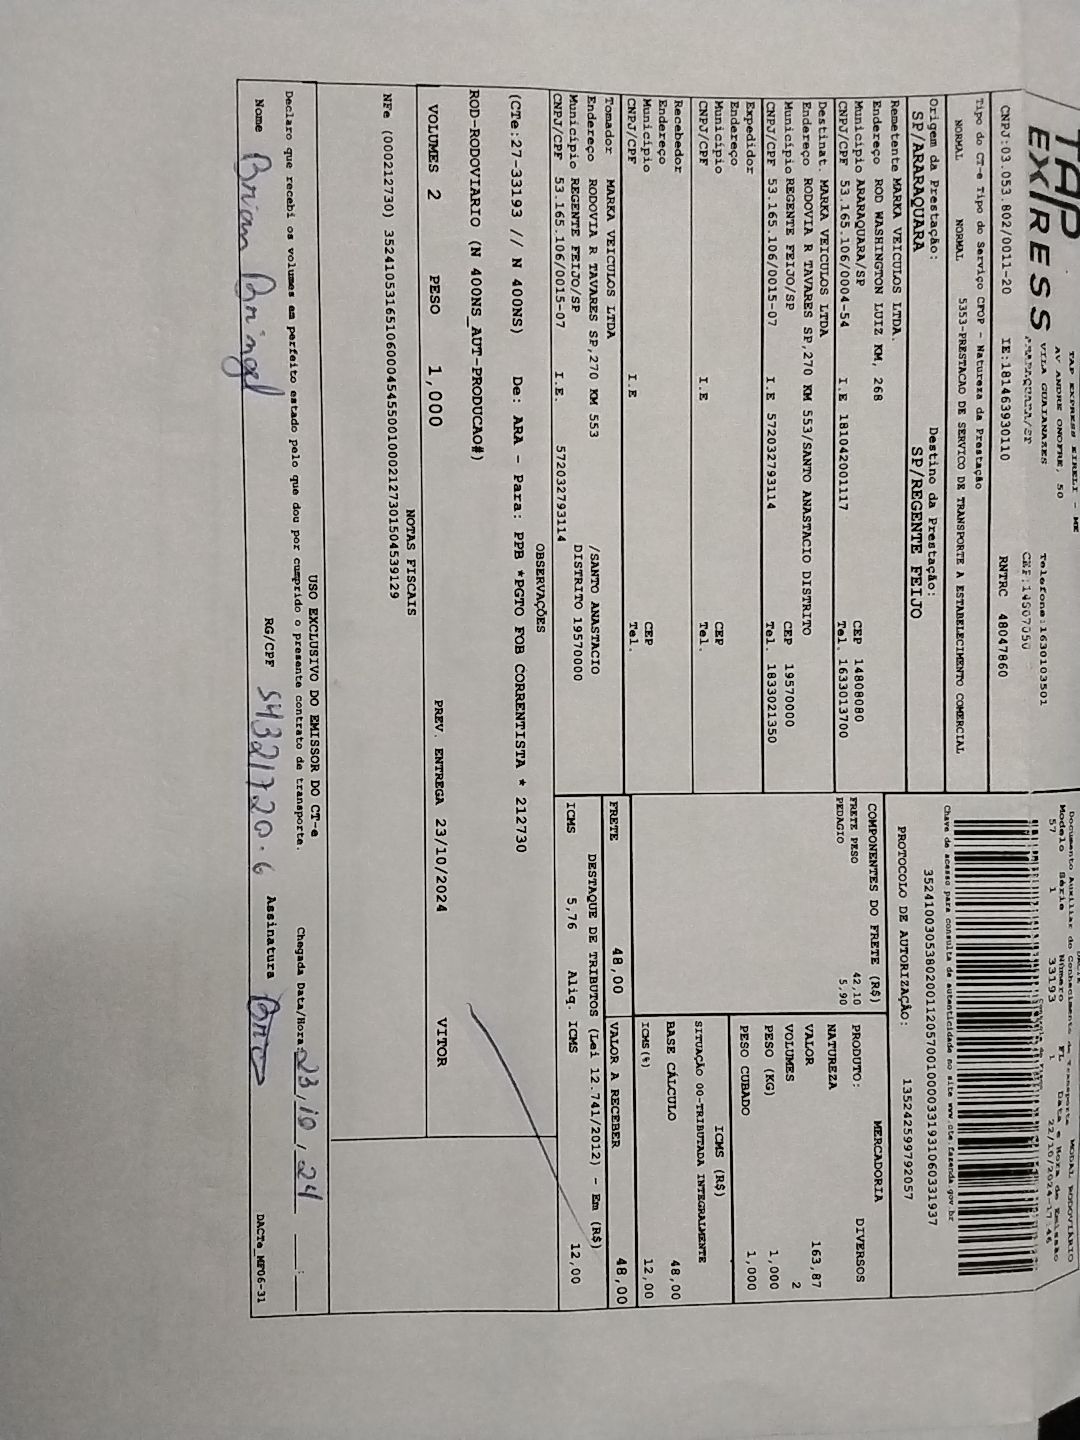 TAP EXPRESS
TAP EXPRESS EIRELI - ME
AV ANDRE ONOFRE, 50
VILA GUAIANAZES
ARARAQUARA/SP
Telefone:1630103501
CEP:14807050
CNPJ:03.053.802/0011-20 IE:181463930110 RNTRC 48047860
Documento Auxiliar do Conhecimento de Transporte MODAL RODOVIÁRIO
Modelo Série Número FL Data e Hora de Emissão
57 1 33193 1 22/10/2024-17:46
Tipo do CT-e Tipo do Serviço CFOP - Natureza da Prestação
NORMAL NORMAL 5353-PRESTACAO DE SERVICO DE TRANSPORTE A ESTABELECIMENTO COMERCIAL
Chave de acesso para consulta de autenticidade no site www.cte.fazenda.gov.br
35241003053802001120570010000331931060331937
Origem da Prestação: Destino da Prestação:
SP/ARARAQUARA SP/REGENTE FEIJO
PROTOCOLO DE AUTORIZAÇÃO: 135242599792057
Remetente MARKA VEICULOS LTDA.
Endereço ROD WASHINGTON LUIZ KM, 268
Município ARARAQUARA/SP CEP 14808080
CNPJ/CPF 53.165.106/0004-54 I.E 181042001117 Tel. 1633013700
Destinat. MARKA VEICULOS LTDA
Endereço RODOVIA R TAVARES SP,270 KM 553/SANTO ANASTACIO DISTRITO
Município REGENTE FEIJO/SP CEP 19570000
CNPJ/CPF 53.165.106/0015-07 I.E 572032793114 Tel. 1833021350
Expedidor
Endereço
Município CEP
CNPJ/CPF I.E Tel.
Recebedor
Endereço
Município CEP
CNPJ/CPF I.E Tel.
Tomador MARKA VEICULOS LTDA
Endereço RODOVIA R TAVARES SP,270 KM 553 /SANTO ANASTACIO
Município REGENTE FEIJO/SP DISTRITO 19570000
CNPJ/CPF 53.165.106/0015-07 I.E. 572032793114
COMPONENTES DO FRETE (R$)
FRETE PESO 42,10
PEDAGIO 5,90
PRODUTO: MERCADORIA DIVERSOS
NATUREZA
VALOR 163,87
VOLUMES 2
PESO (KG) 1,000
PESO CUBADO 1,000
ICMS (R$)
SITUAÇÃO 00-TRIBUTADA INTEGRALMENTE
BASE CÁLCULO 48,00
ICMS(%) 12,00
FRETE 48,00 VALOR A RECEBER 48,00
DESTAQUE DE TRIBUTOS (Lei 12.741/2012) - Em (R$)
ICMS 5,76 Aliq. ICMS 12,00
OBSERVAÇÕES
(CTe:27-33193 // N 400NS) De: ARA - Para: PPB *PGTO FOB CORRENTISTA * 212730
ROD-RODOVIARIO (N 400NS_AUT-PRODUCAO#)
VOLUMES 2 PESO 1,000 PREV. ENTREGA 23/10/2024 VITOR
NOTAS FISCAIS
NFe (000212730) 35241053165106000454550010002127301504539129
USO EXCLUSIVO DO EMISSOR DO CT-e
Declaro que recebi os volumes em perfeito estado pelo que dou por cumprido o presente contrato de transporte. Chegada Data/Hora: 23/10/24 :
Nome Brian Bringel RG/CPF 54321720-6 Assinatura
DACTe_MF06-31